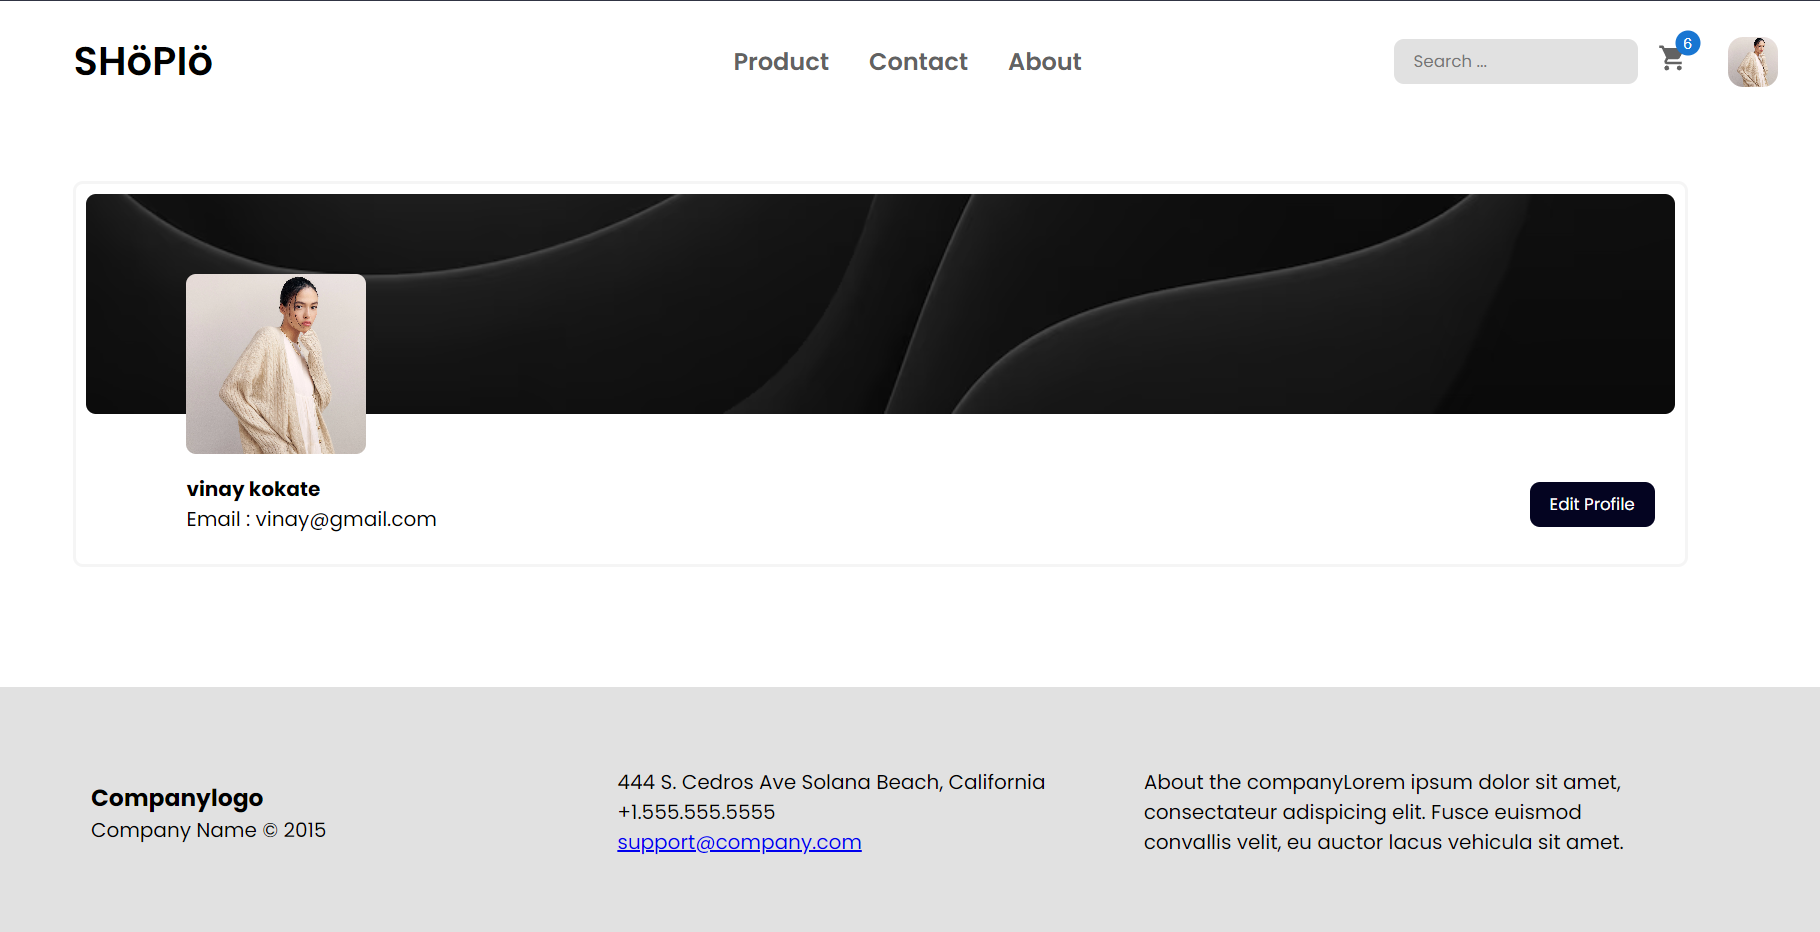 SHöPlö
Product Contact About
Search ...
6
vinay kokate
Email : vinay@gmail.com
Edit Profile
Companylogo
Company Name © 2015
444 S. Cedros Ave Solana Beach, California
+1.555.555.5555
support@company.com
About the companyLorem ipsum dolor sit amet,
consectateur adispicing elit. Fusce euismod
convallis velit, eu auctor lacus vehicula sit amet.